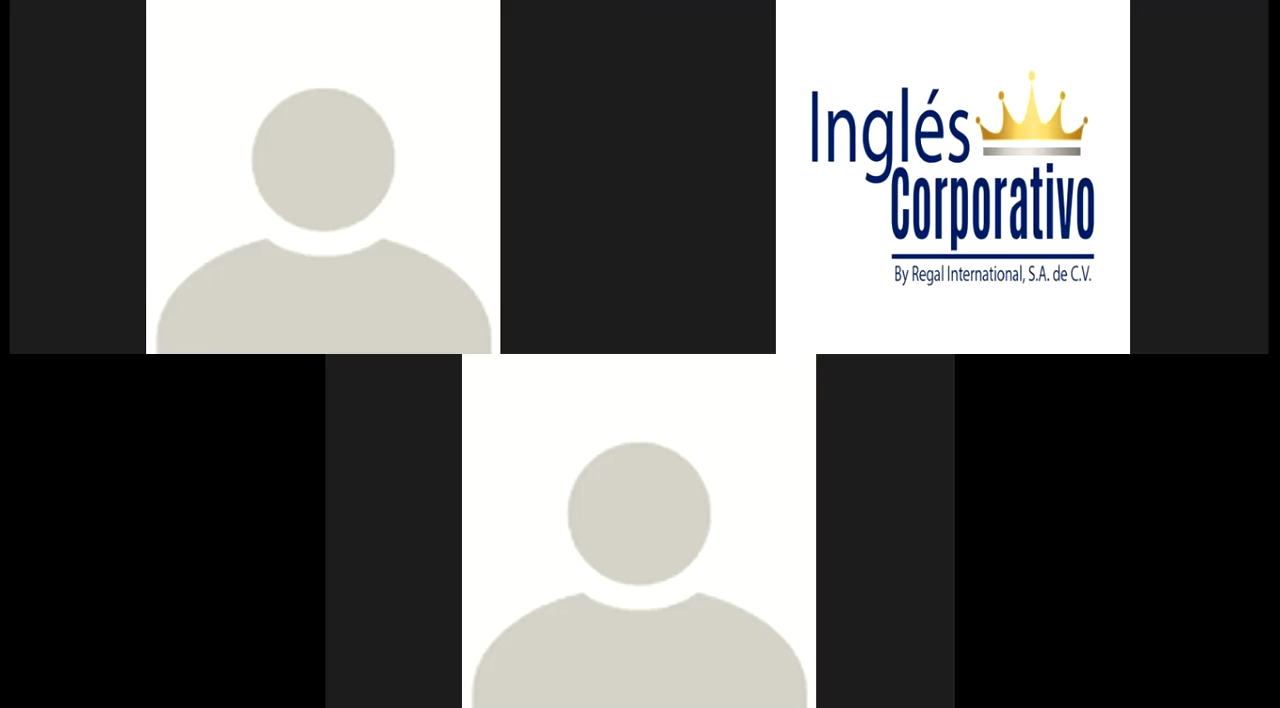 Inglés
Corporativo
By Regal International, S.A. de C.V.